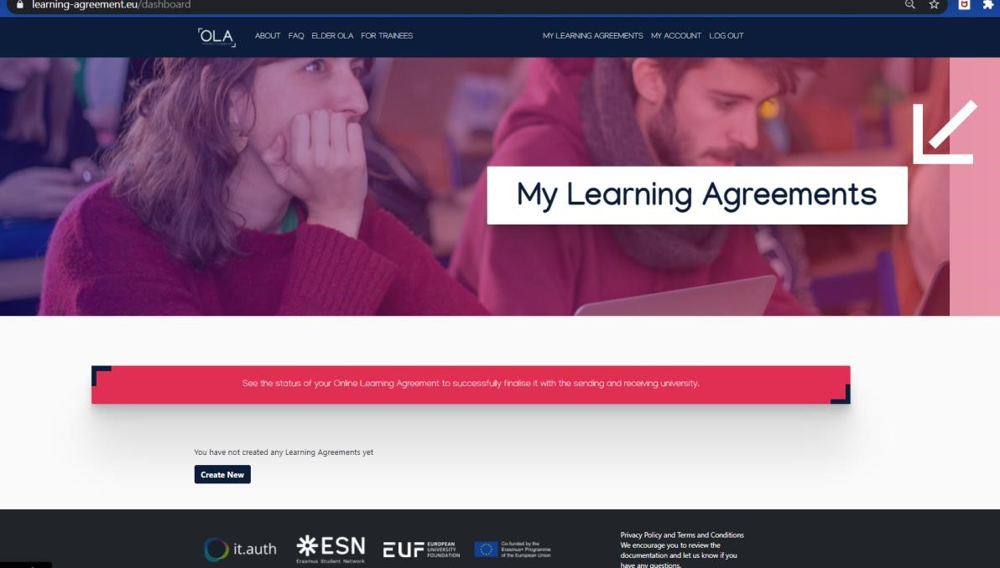 learning-agreement.eu/dashboard
OLA
ABOUT FAQ ELDER OLA FOR TRAINEES
MY LEARNING AGREEMENTS MY ACCOUNT LOG OUT
My Learning Agreements
See the status of your Online Learning Agreement to successfully finalise it with the sending and receiving university.
You have not created any Learning Agreements yet
Create New
it.auth
ESN
Erasmus Student Network
EUF
EUROPEAN
UNIVERSITY
FOUNDATION
Co-funded by the
Erasmus+ Programme
of the European Union
Privacy Policy and Terms and Conditions
We encourage you to review the
documentation and let us know if you
have any questions.